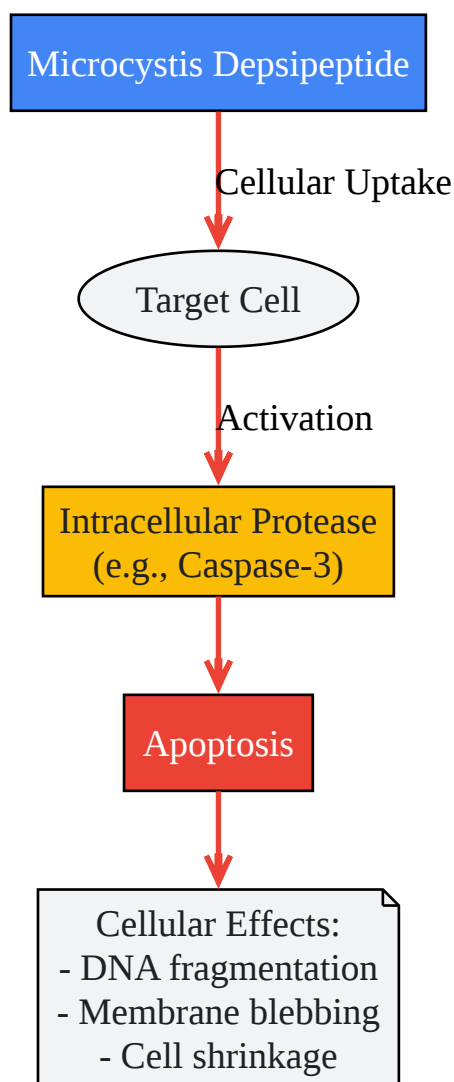 Microcystis Depsipeptide
Cellular Uptake
Target Cell
Activation
Intracellular Protease
(e.g., Caspase-3)
Apoptosis
Cellular Effects:
- DNA fragmentation
- Membrane blebbing
- Cell shrinkage